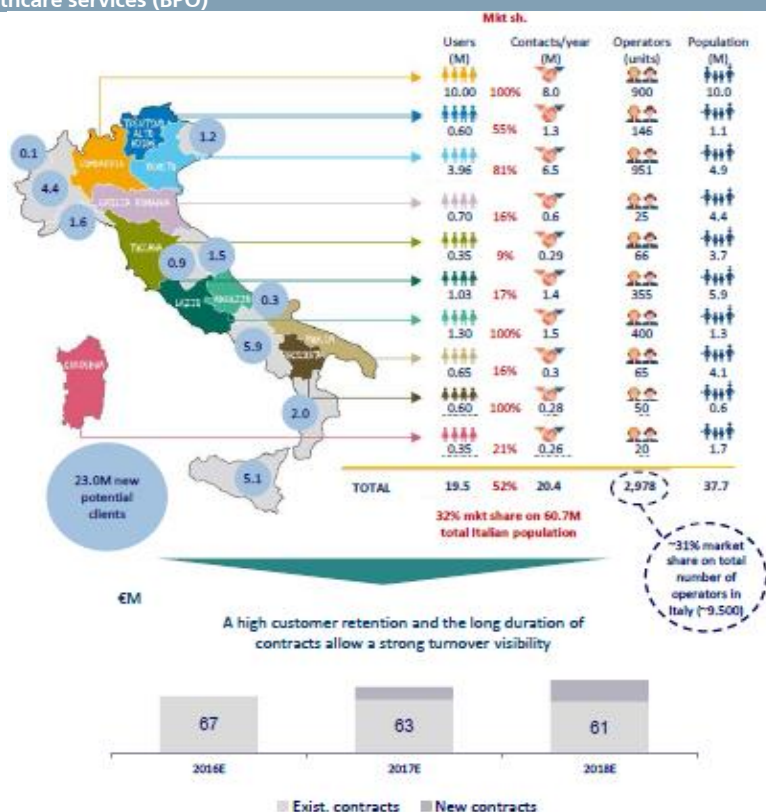 thcare services (BPO)
Mkt sh.
Users (M) Contacts/year (M) Operators (units) Population (M)
10.00 100% 8.0 900 10.0
0.60 55% 1.3 146 1.1
3.96 81% 6.5 951 4.9
0.70 16% 0.6 25 4.4
0.35 9% 0.29 66 3.7
1.03 17% 1.4 355 5.9
1.30 100% 1.5 400 1.3
0.65 16% 0.3 65 4.1
0.60 100% 0.28 50 0.6
0.35 21% 0.26 20 1.7
TOTAL 19.5 52% 20.4 2,978 37.7
32% mkt share on 60.7M
total Italian population
~31% market
share on total
number of
operators in
Italy (~9.500)
0.1
4.4
1.6
1.2
LOMBARDIA
EMILIA ROMAGNA
TOSCANA
0.9
1.5
LAZIO
ABRUZZO
0.3
5.9
2.0
SARDEGNA
5.1
23.0M new
potential
clients
€M
A high customer retention and the long duration of
contracts allow a strong turnover visibility
67 63 61
2016E 2017E 2018E
Exist. contracts New contracts